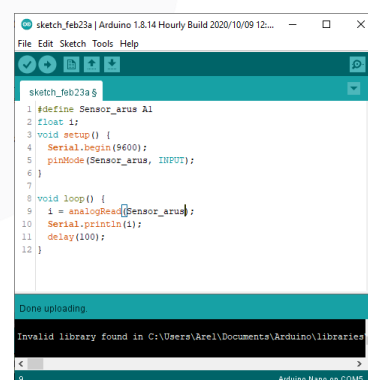 sketch_feb23a | Arduino 1.8.14 Hourly Build 2020/10/09 12:...
File Edit Sketch Tools Help
sketch_feb23a §
1 #define Sensor_arus A1
2 float i;
3 void setup() {
4 Serial.begin(9600);
5 pinMode(Sensor_arus, INPUT);
6 }
7
8 void loop() {
9 i = analogRead(Sensor_arus);
10 Serial.println(i);
11 delay(100);
12 }
Done uploading.
Invalid library found in C:\Users\Arel\Documents\Arduino\libraries
9 Arduino Nano on COM5